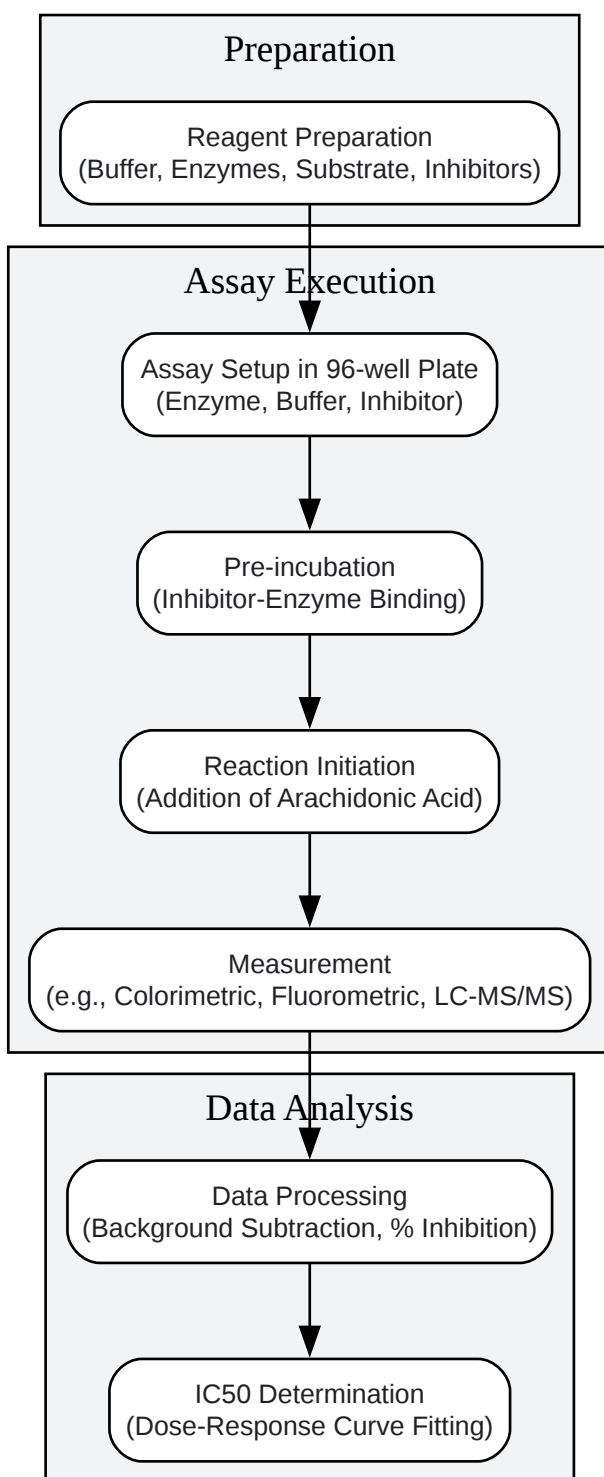 Preparation
Reagent Preparation
(Buffer, Enzymes, Substrate, Inhibitors)
Assay Execution
Assay Setup in 96-well Plate
(Enzyme, Buffer, Inhibitor)
Pre-incubation
(Inhibitor-Enzyme Binding)
Reaction Initiation
(Addition of Arachidonic Acid)
Measurement
(e.g., Colorimetric, Fluorometric, LC-MS/MS)
Data Analysis
Data Processing
(Background Subtraction, % Inhibition)
IC50 Determination
(Dose-Response Curve Fitting)